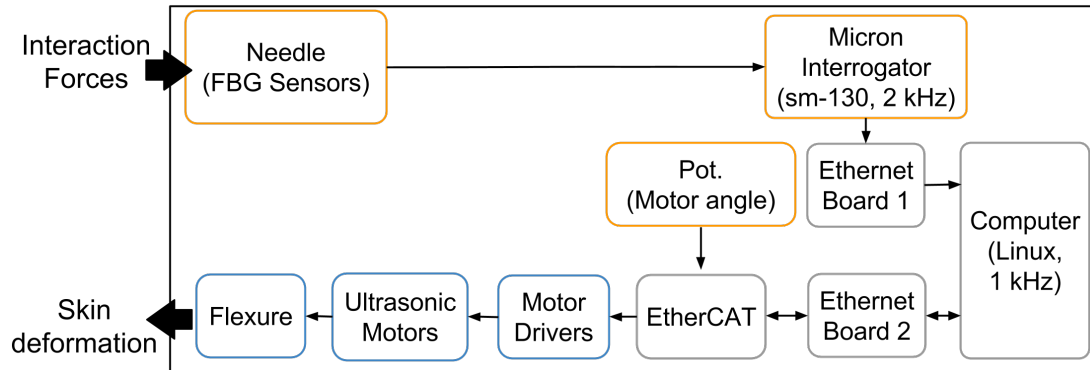 Interaction
Forces
Needle
(FBG Sensors)
Micron
Interrogator
(sm-130, 2 kHz)
Pot.
(Motor angle)
Ethernet
Board 1
Computer
(Linux,
1 kHz)
Skin
deformation
Flexure
Ultrasonic
Motors
Motor
Drivers
EtherCAT
Ethernet
Board 2